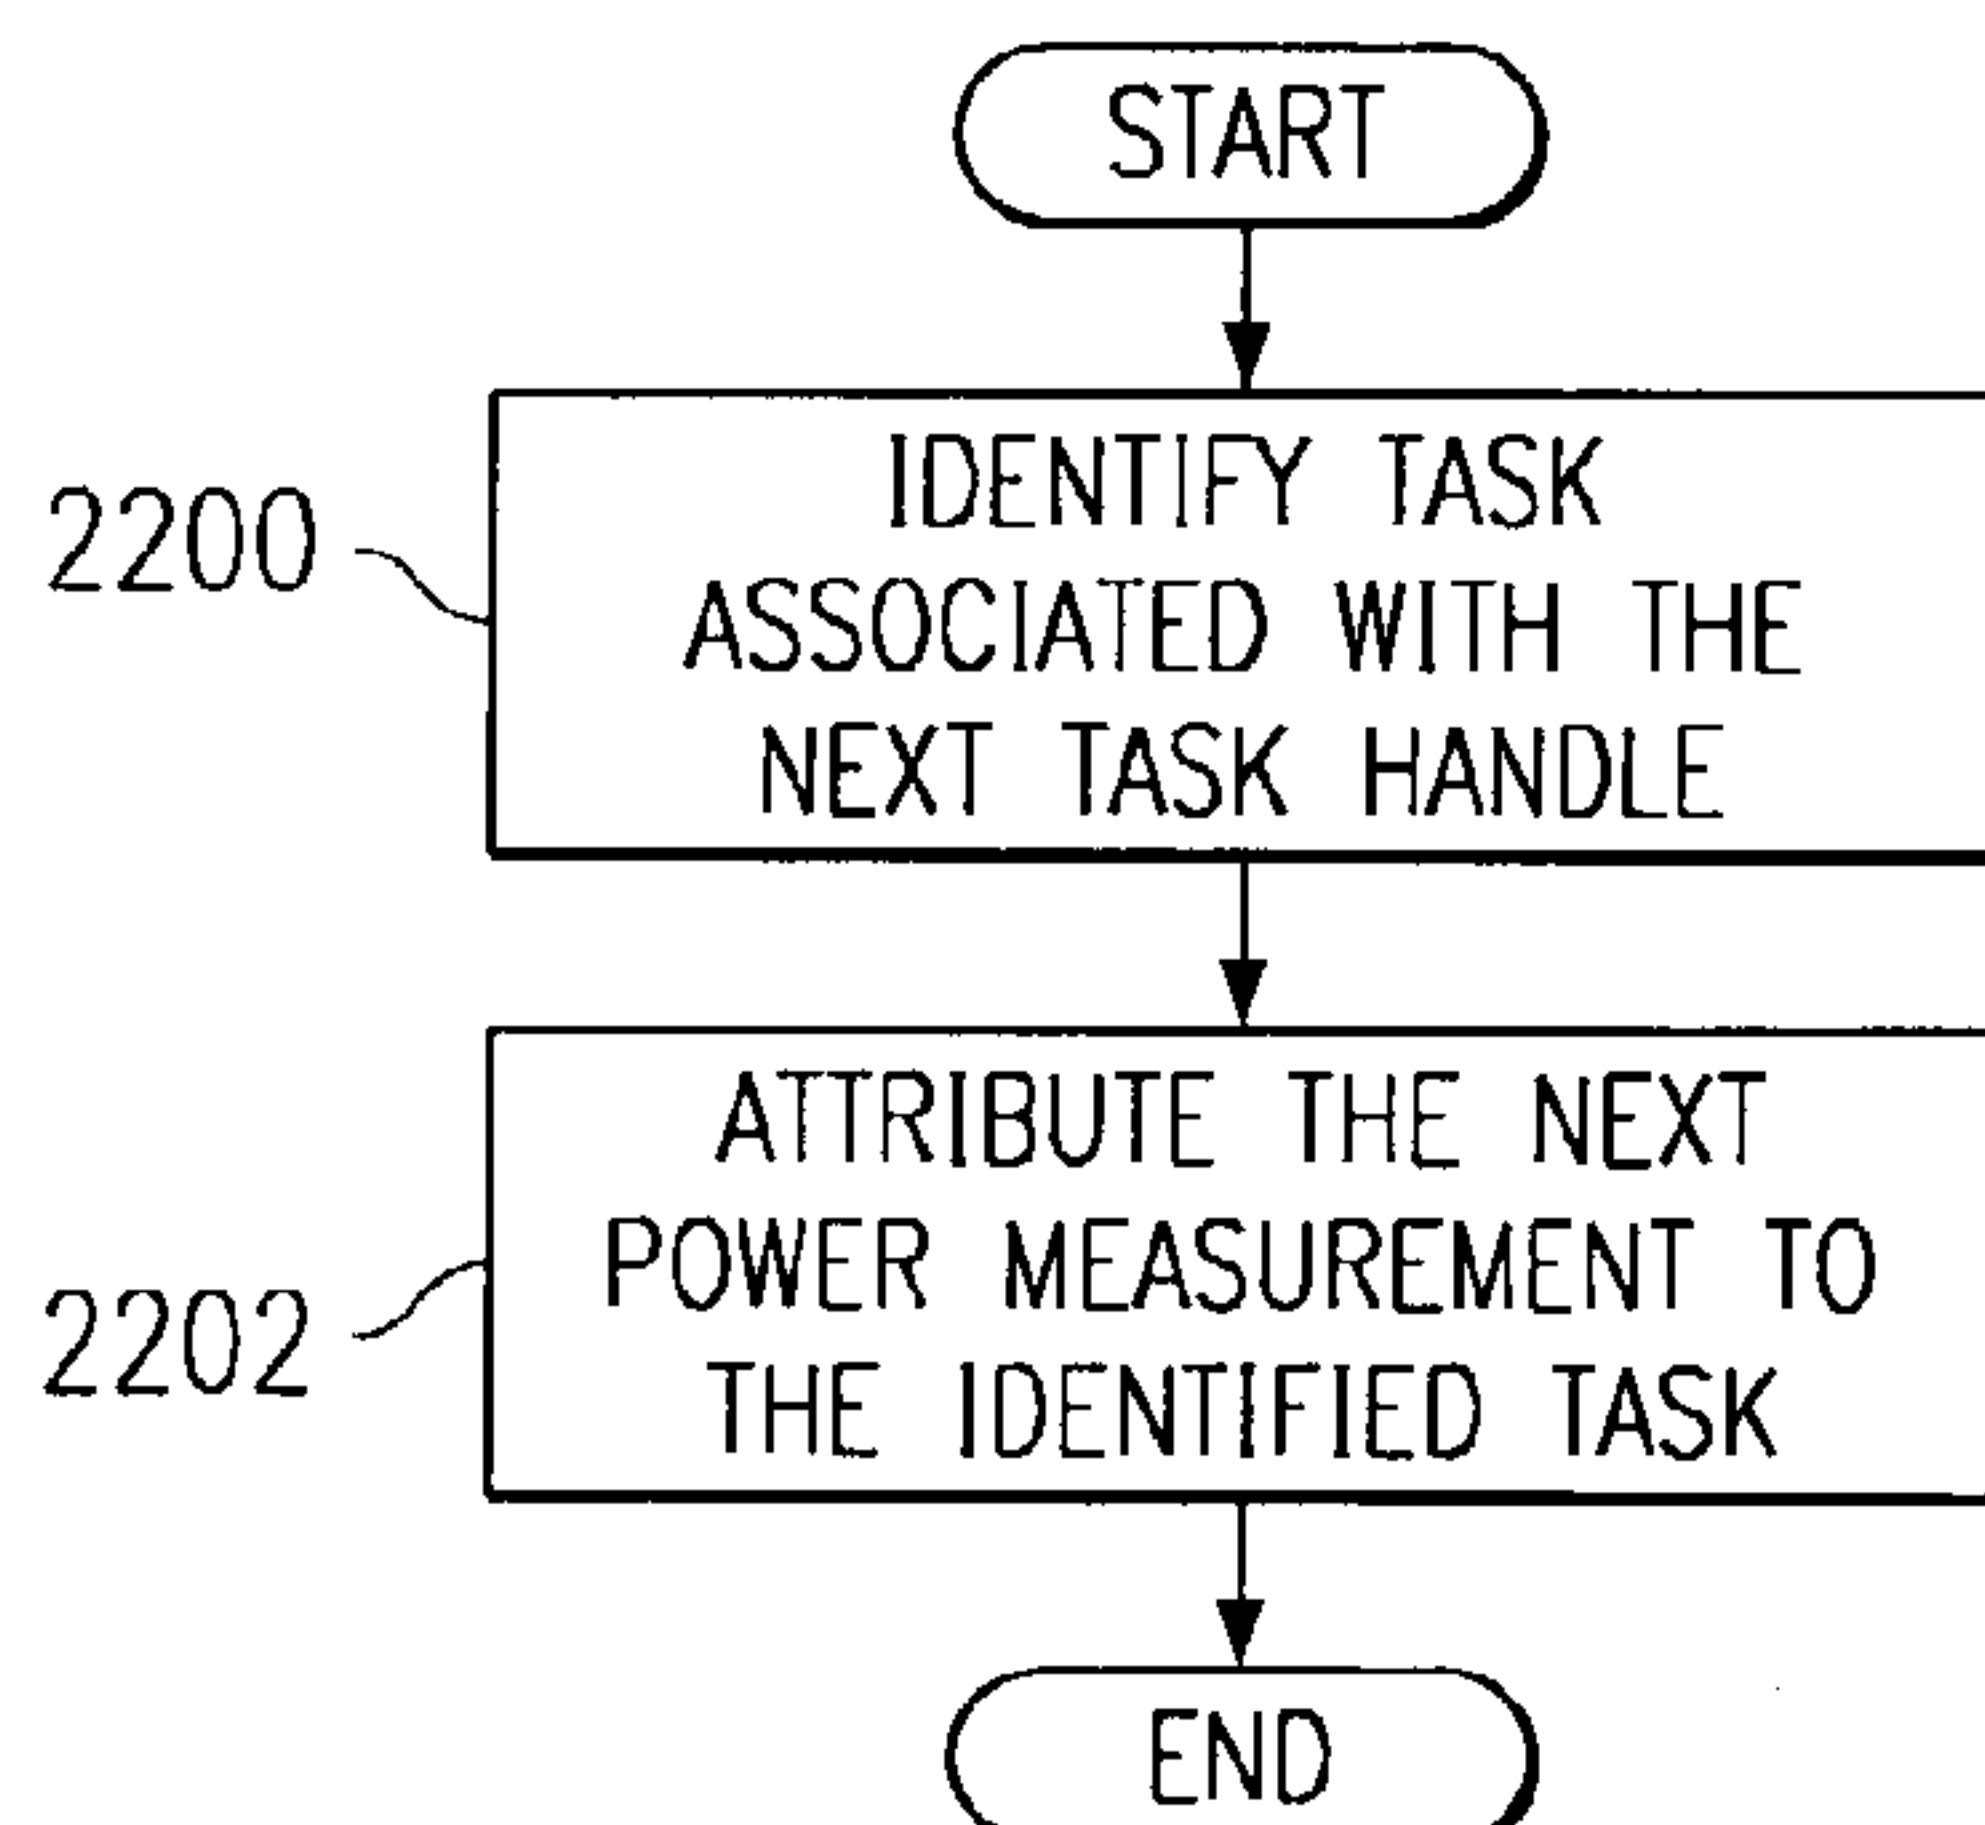 START
2200
IDENTIFY TASK
ASSOCIATED WITH THE
NEXT TASK HANDLE
2202
ATTRIBUTE THE NEXT
POWER MEASUREMENT TO
THE IDENTIFIED TASK
END